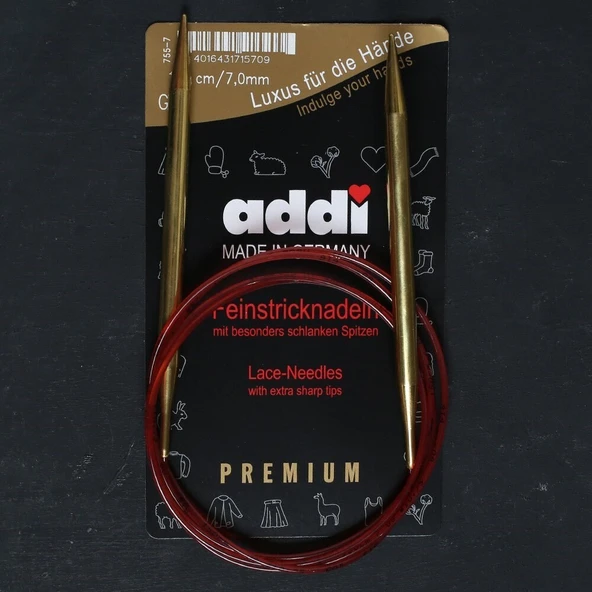 755-7
4016431715709
cm/7,0mm
Luxus für die Hände
Indulge your hands
addi
MADE IN GERMANY
Feinstricknadeln
mit besonders schlanken Spitzen
Lace-Needles
with extra sharp tips
PREMIUM